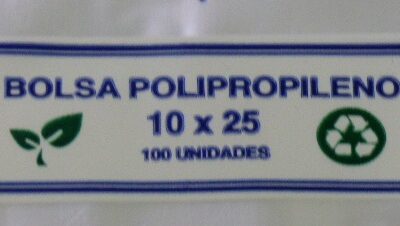 BOLSA POLIPROPILENO
10 x 25
100 UNIDADES